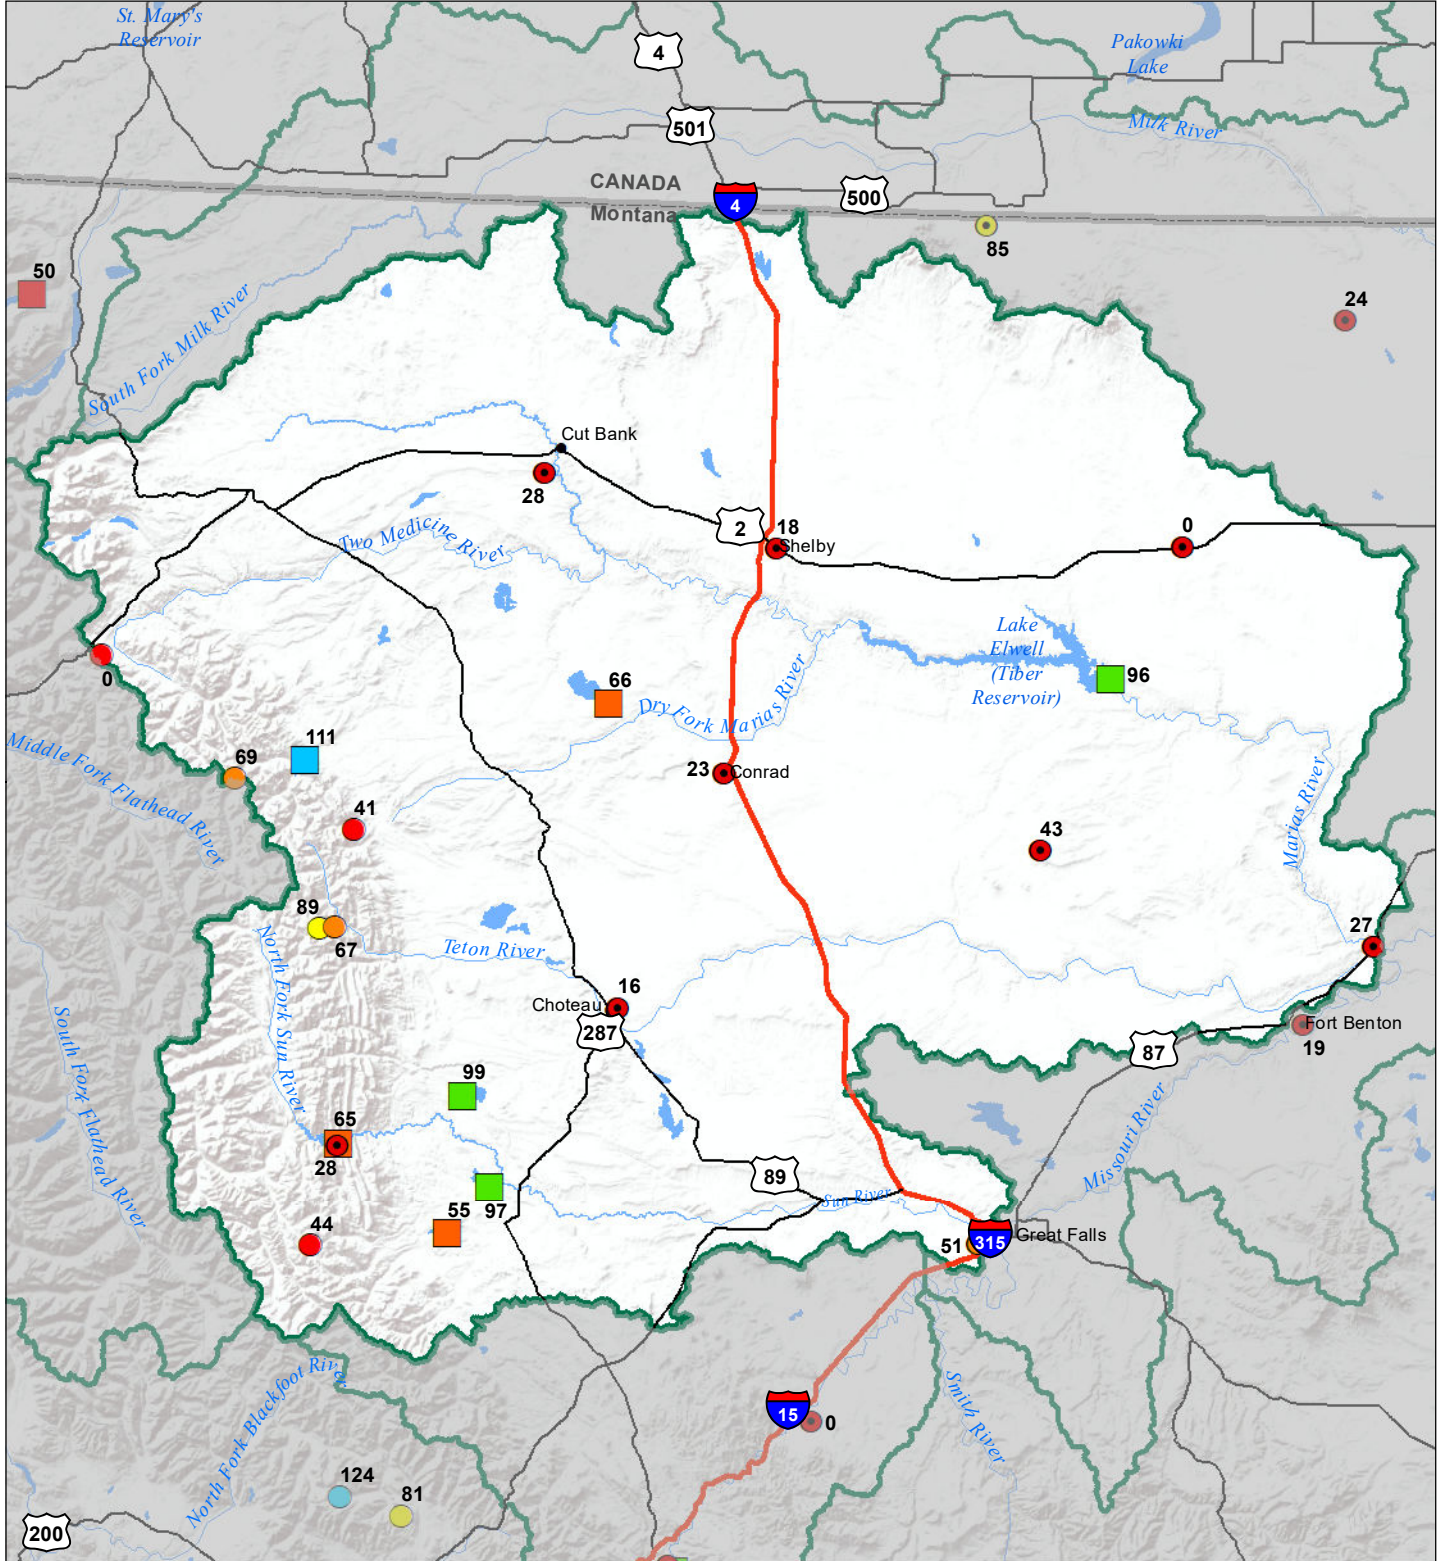 St. Mary's
Reservoir
4
Pakowki
Lake
501
Milk River
CANADA
Montana
4
500
85
50
24
South Fork Milk River
Cut Bank
28
2
18
Shelby
0
Two Medicine River
Lake
Elwell
(Tiber
Reservoir)
96
0
66
Dry Fork Marias River
Middle Fork Flathead River
69
111
23
Conrad
41
43
Marias River
89
67
27
North Fork Sun River
Teton River
16
Choteau
287
South Fork Flathead River
87
Fort Benton
19
99
65
28
Missouri River
89
97
Sun River
55
44
51
315
Great Falls
North Fork Blackfoot River
Smith River
15
0
124
81
200